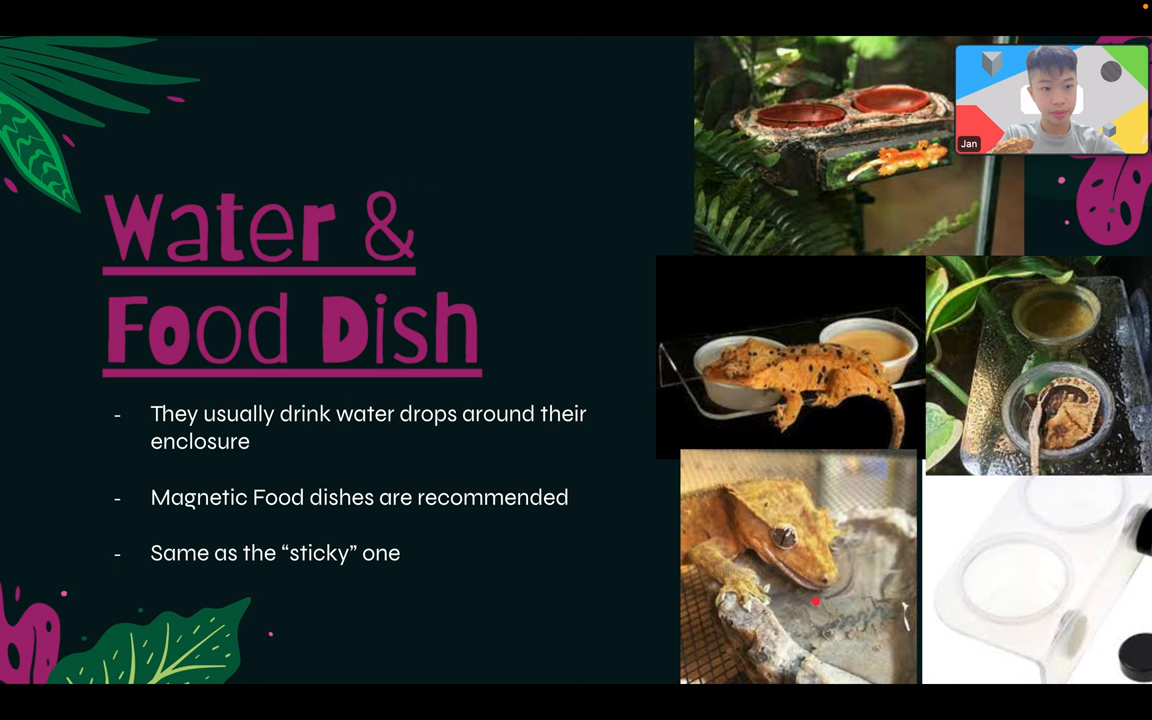 Jan
Water &
Food Dish
- They usually drink water drops around their
enclosure
- Magnetic Food dishes are recommended
- Same as the “sticky” one